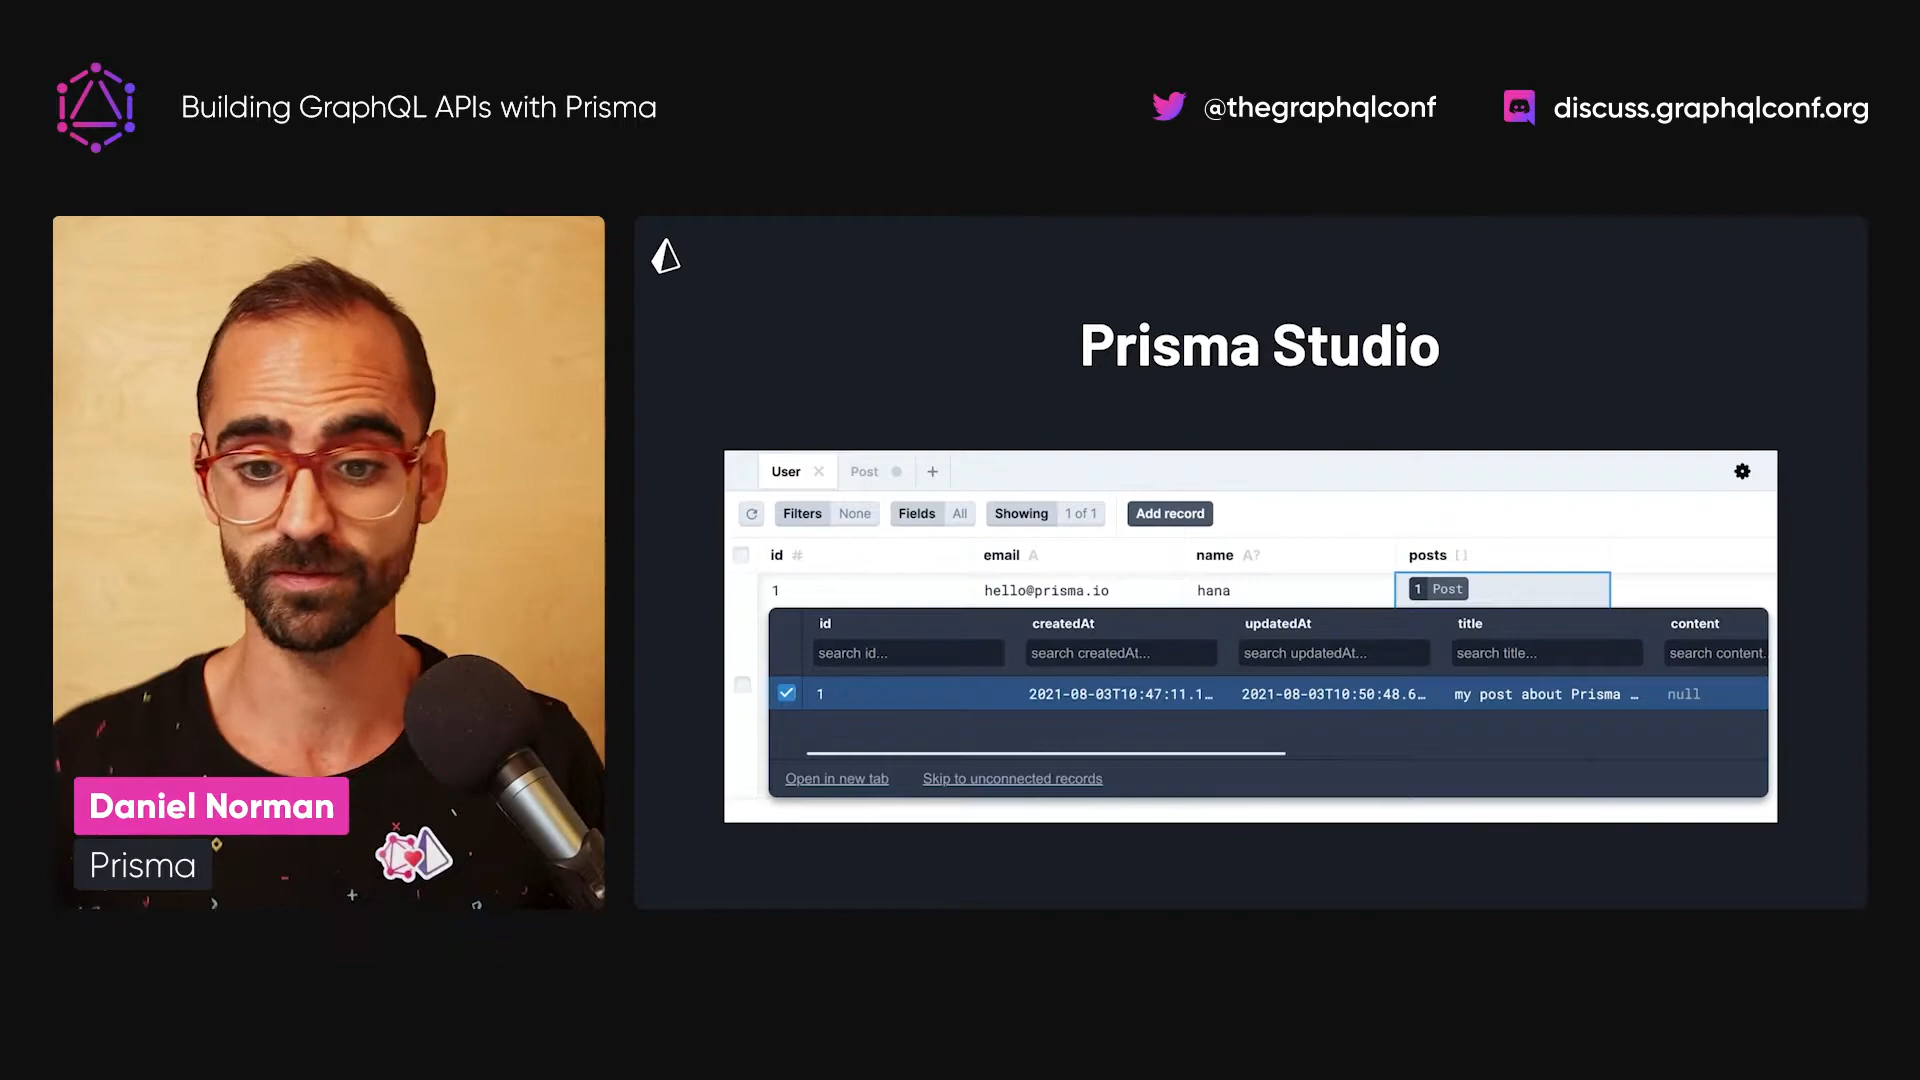 Building GraphQL APIs with Prisma
@thegraphqlconf
discuss.graphqlconf.org
Prisma Studio
User
Post
+
Filters None
Fields All
Showing 1 of 1
Add record
id #
email A
name A?
posts []
1
hello@prisma.io
hana
1 Post
id
createdAt
updatedAt
title
content
search id...
search createdAt...
search updatedAt...
search title...
search content.
1
2021-08-03T10:47:11.1…
2021-08-03T10:50:48.6…
my post about Prisma …
null
Open in new tab
Skip to unconnected records
Daniel Norman
Prisma